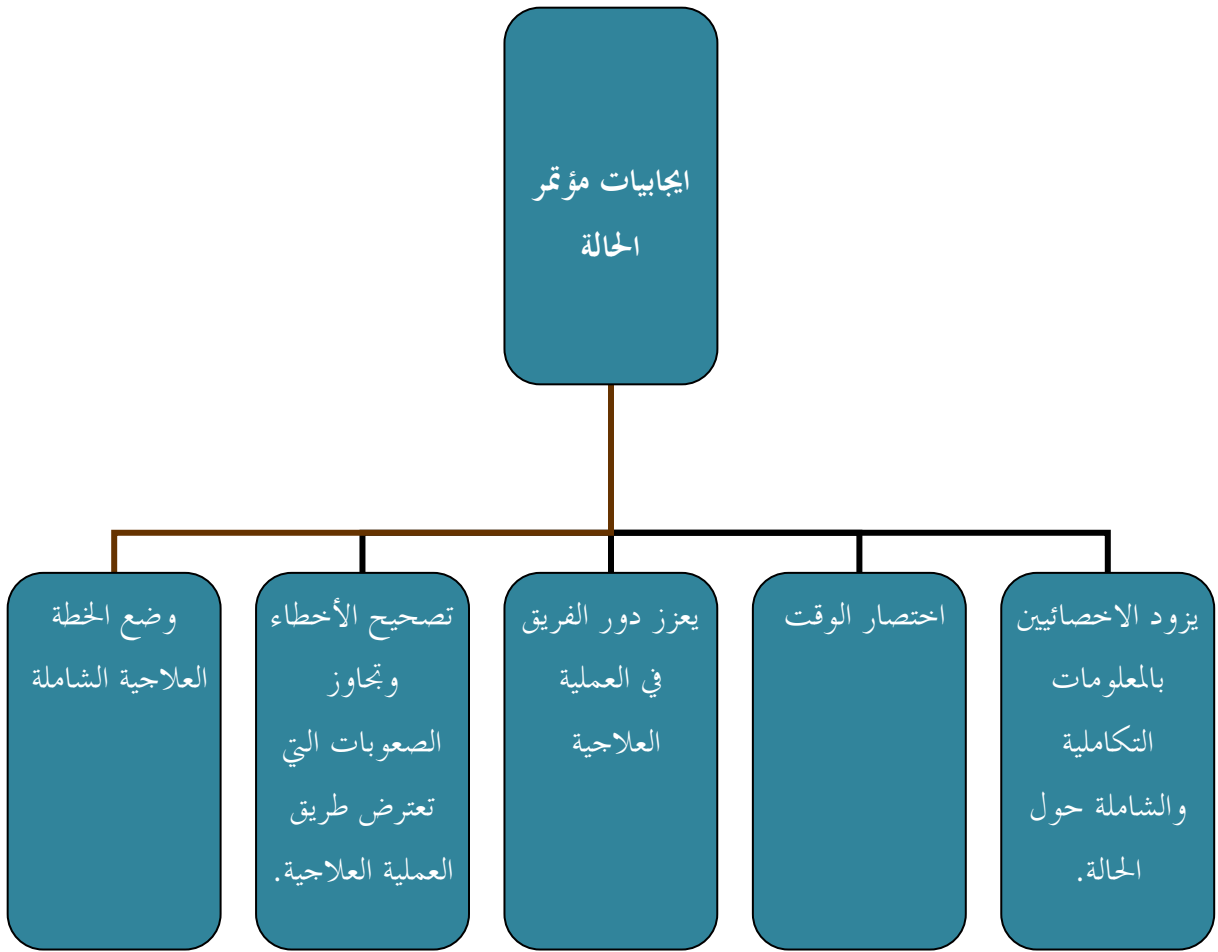 ايجابيات مؤتمر
الحالة
يزود الاخصائيين
بالمعلومات
التكاملية
والشاملة حول
الحالة.
اختصار الوقت
يعزز دور الفريق
في العملية
العلاجية
تصحيح الأخطاء
وتجاوز
الصعوبات التي
تعترض طريق
العملية العلاجية.
وضع الخطة
العلاجية الشاملة